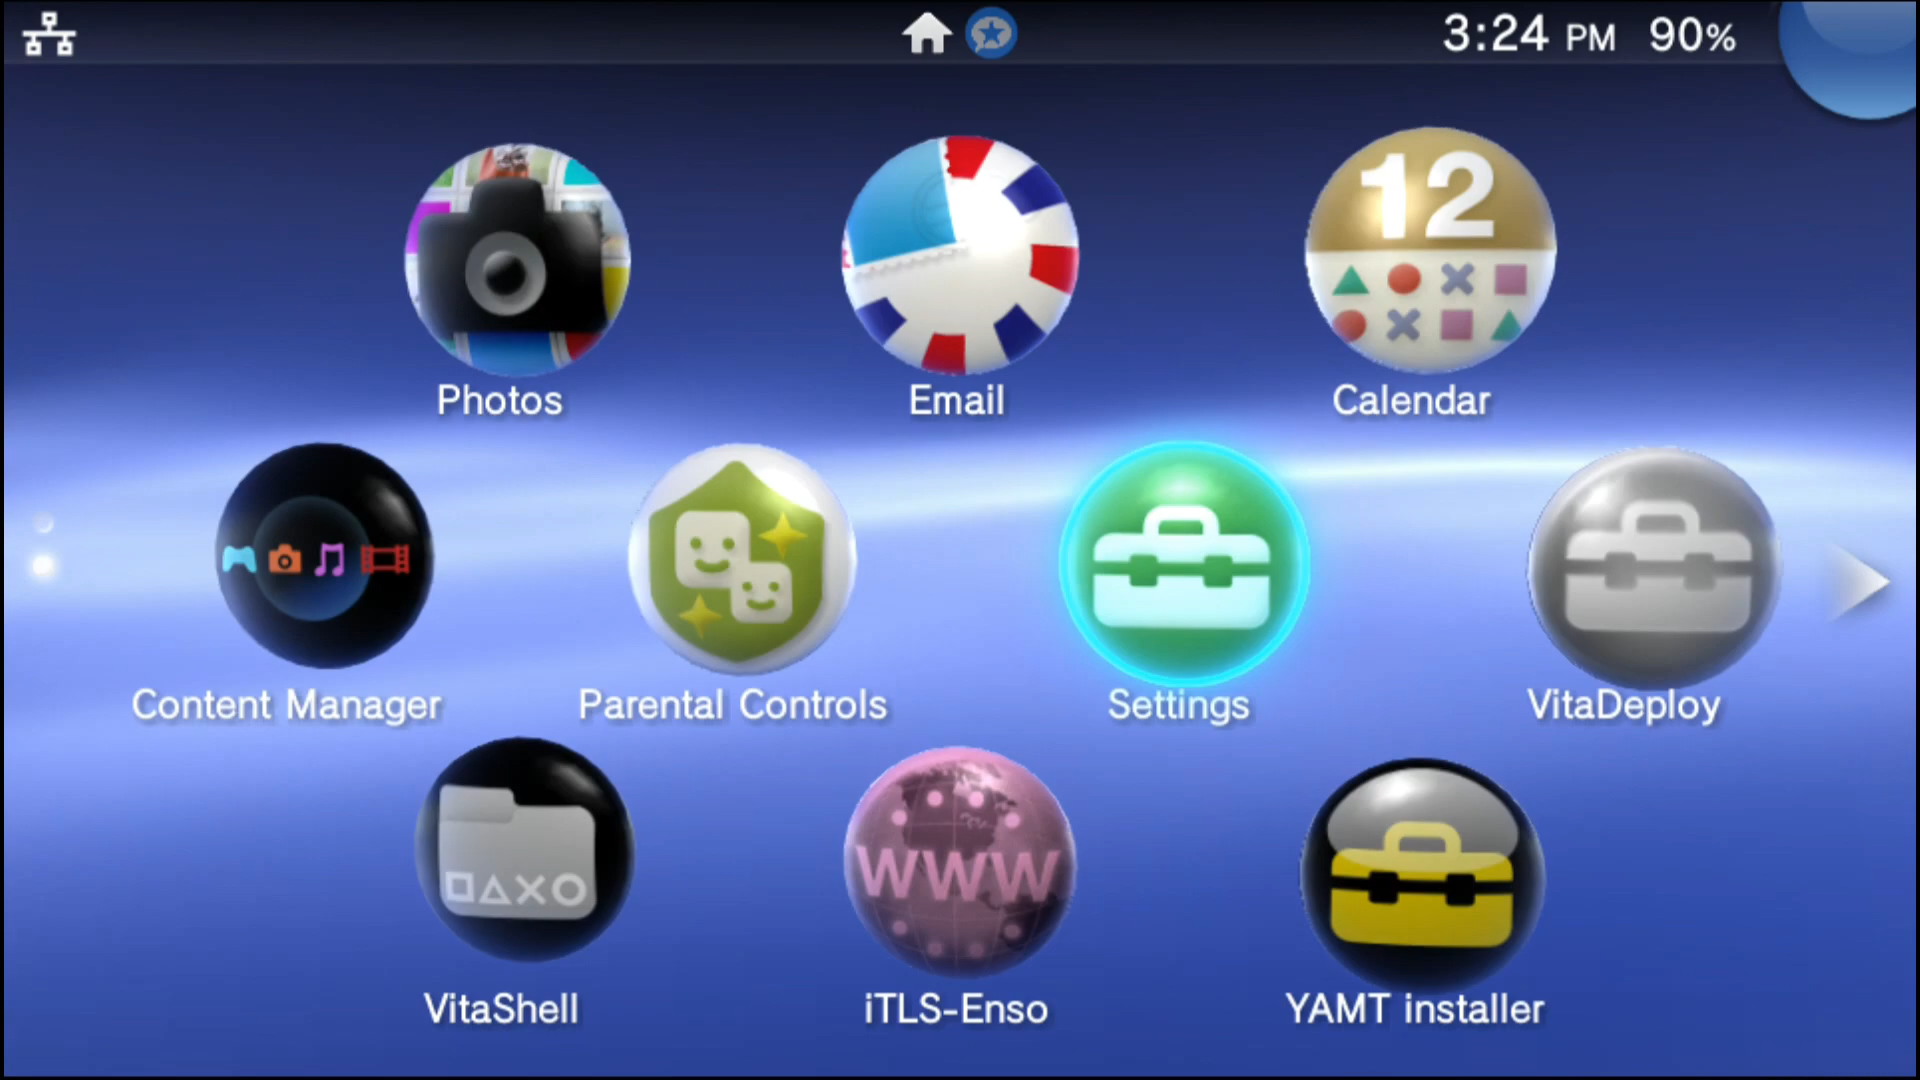 3:24 PM 90%
12
Photos Email Calendar
Content Manager Parental Controls Settings VitaDeploy
WWW
VitaShell iTLS-Enso YAMT installer